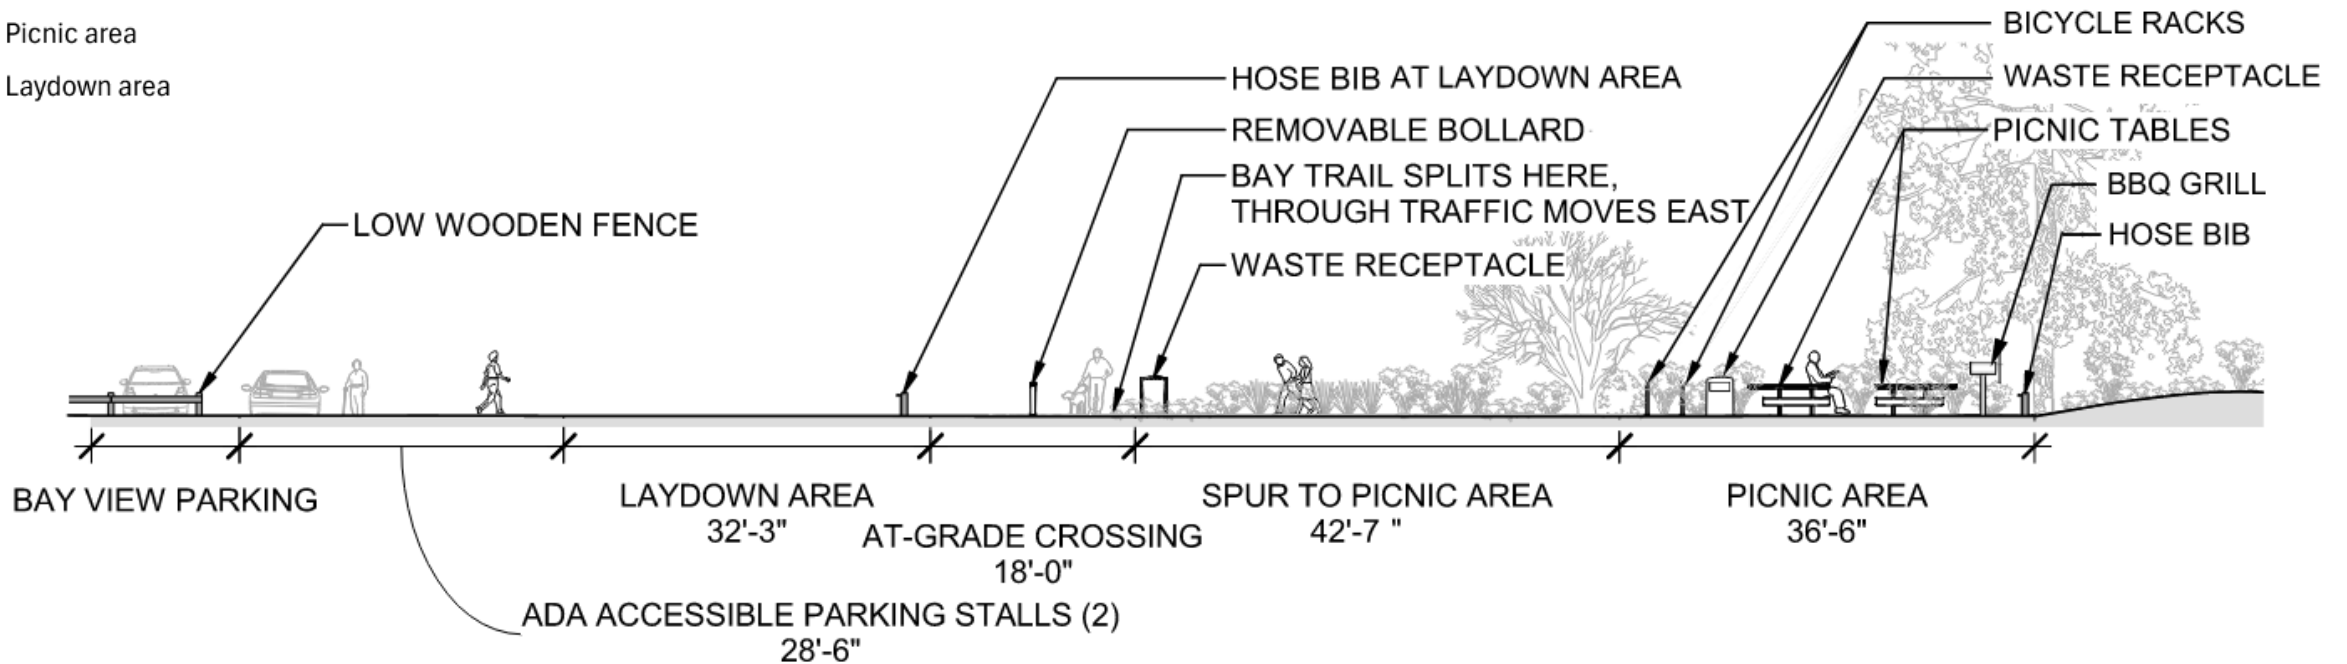 Picnic area
Laydown area
BICYCLE RACKS
WASTE RECEPTACLE
PICNIC TABLES
BBQ GRILL
HOSE BIB
HOSE BIB AT LAYDOWN AREA
REMOVABLE BOLLARD
BAY TRAIL SPLITS HERE,
THROUGH TRAFFIC MOVES EAST
WASTE RECEPTACLE
LOW WOODEN FENCE
BAY VIEW PARKING
LAYDOWN AREA
32'-3"
AT-GRADE CROSSING
18'-0"
SPUR TO PICNIC AREA
42'-7 "
PICNIC AREA
36'-6"
ADA ACCESSIBLE PARKING STALLS (2)
28'-6"